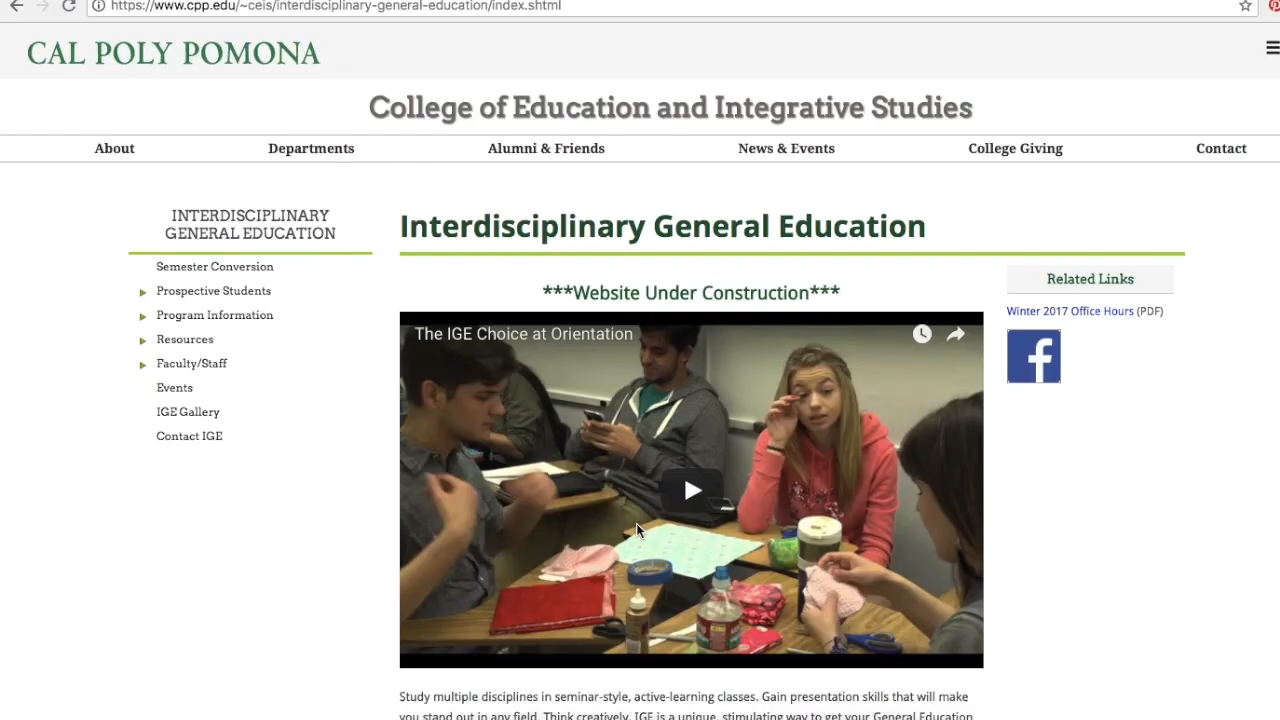 https://www.cpp.edu/~ceis/interdisciplinary-general-education/index.shtml
CAL POLY POMONA
College of Education and Integrative Studies
About Departments Alumni & Friends News & Events College Giving Contact
INTERDISCIPLINARY
GENERAL EDUCATION
Semester Conversion
Prospective Students
Program Information
Resources
Faculty/Staff
Events
IGE Gallery
Contact IGE
Interdisciplinary General Education
***Website Under Construction***
The IGE Choice at Orientation
Study multiple disciplines in seminar-style, active-learning classes. Gain presentation skills that will make
you stand out in any field. Think creatively. IGE is a unique, stimulating way to get your General Education
Related Links
Winter 2017 Office Hours (PDF)
f